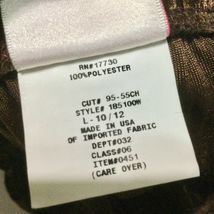 RN#17730
100%POLYESTER
CUT# 95-55CH
STYLE# 185100W
L - 10 / 12
MADE IN USA
OF IMPORTED FABRIC
DEPT#032
CLASS#06
ITEM#0451
(CARE OVER)